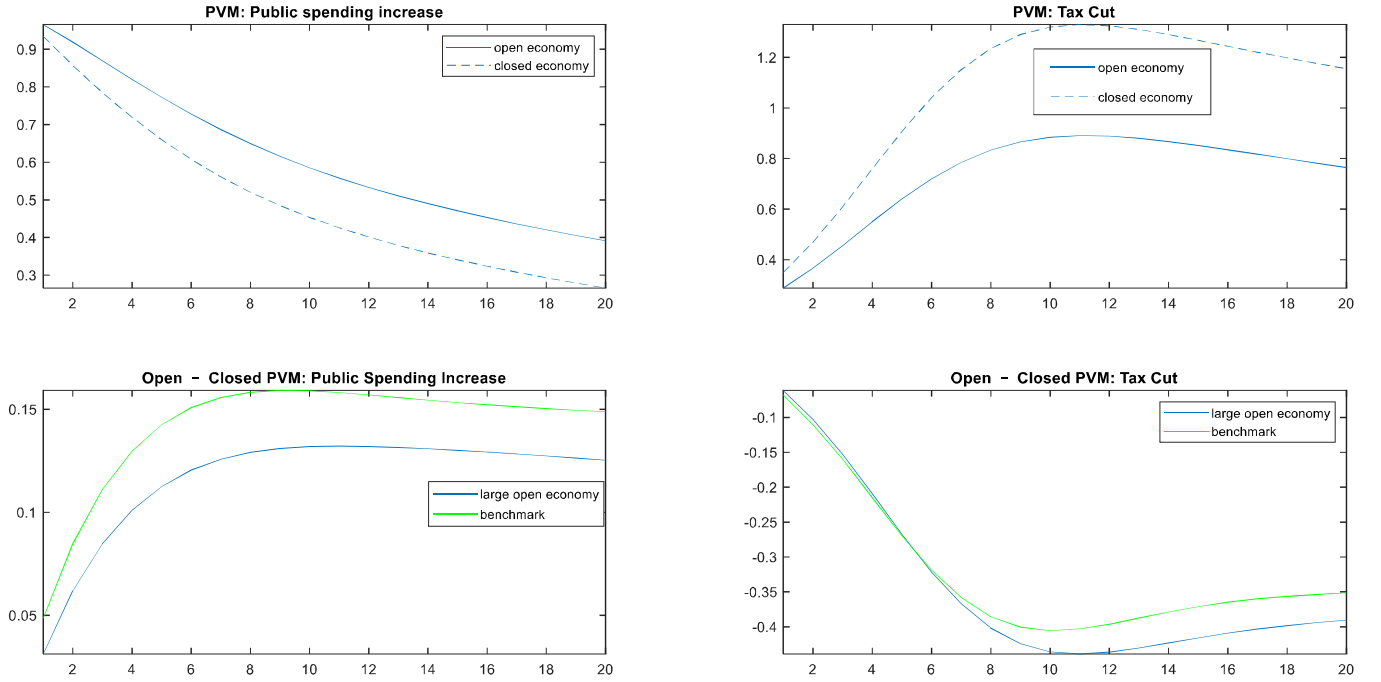 PVM: Public spending increase
0.9
0.8
0.7
0.6
0.5
0.4
0.3
open economy
closed economy
2 4 6 8 10 12 14 16 18 20
PVM: Tax Cut
1.2
1
0.8
0.6
0.4
open economy
closed economy
2 4 6 8 10 12 14 16 18 20
Open − Closed PVM: Public Spending Increase
0.15
0.1
0.05
large open economy
benchmark
2 4 6 8 10 12 14 16 18 20
Open − Closed PVM: Tax Cut
-0.1
-0.15
-0.2
-0.25
-0.3
-0.35
-0.4
large open economy
benchmark
2 4 6 8 10 12 14 16 18 20